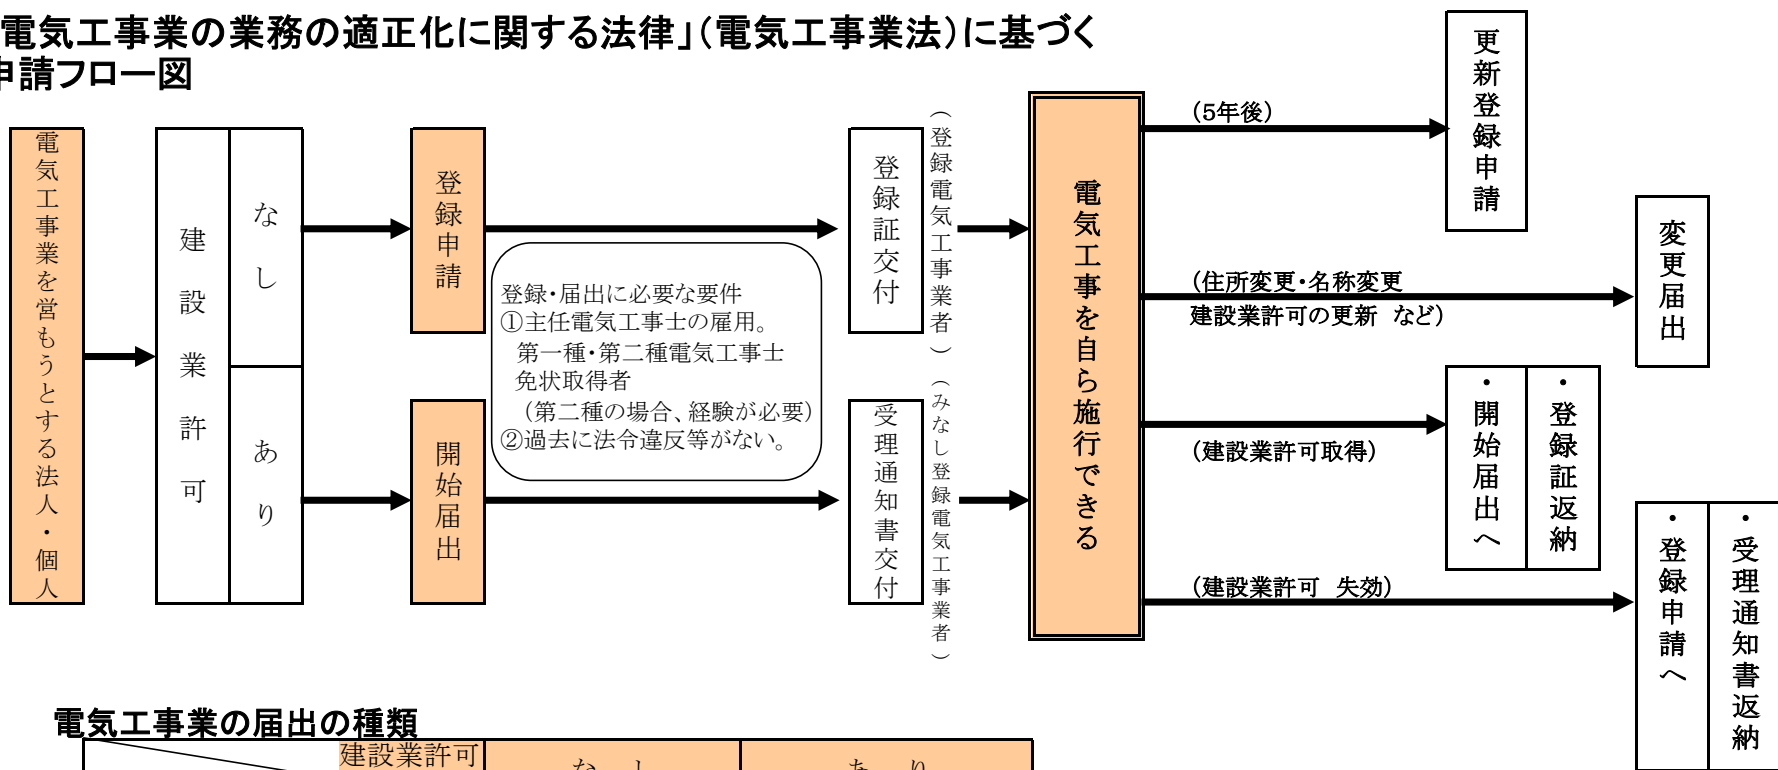 電気工事業の業務の適正化に関する法律」(電気工事業法)に基づく
申請フロー図
電気工事業を営もうとする法人・個人
建設業許可
なし
あり
登録申請
開始届出
登録・届出に必要な要件
①主任電気工事士の雇用。
第一種・第二種電気工事士
免状取得者
(第二種の場合、経験が必要)
②過去に法令違反等がない。
登録証交付
(登録電気工事業者)
受理通知書交付
(みなし登録電気工事業者)
電気工事を自ら施行できる
(5年後)
更新登録申請
(住所変更・名称変更
建設業許可の更新 など)
変更届出
(建設業許可取得)
・登録証返納
・開始届出へ
(建設業許可 失効)
・受理通知書返納
・登録申請へ
電気工事業の届出の種類
建設業許可
なし
あり